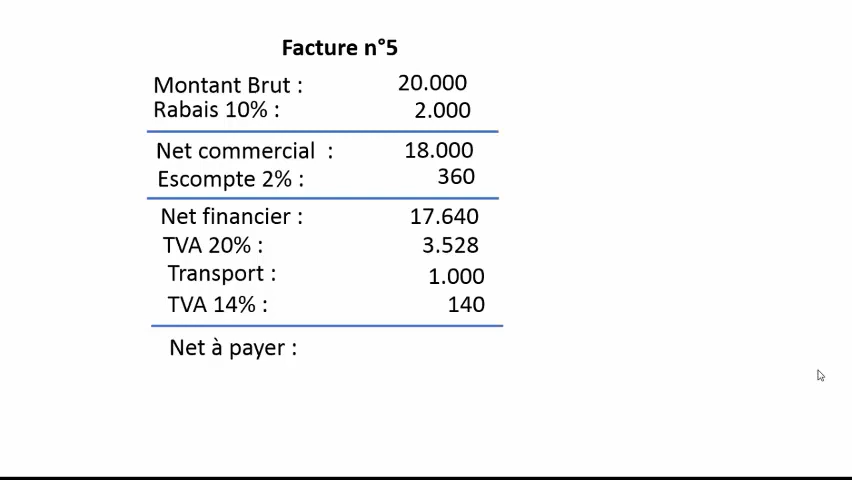 Facture n°5
Montant Brut : 20.000
Rabais 10% : 2.000
Net commercial : 18.000
Escompte 2% : 360
Net financier : 17.640
TVA 20% : 3.528
Transport : 1.000
TVA 14% : 140
Net à payer :